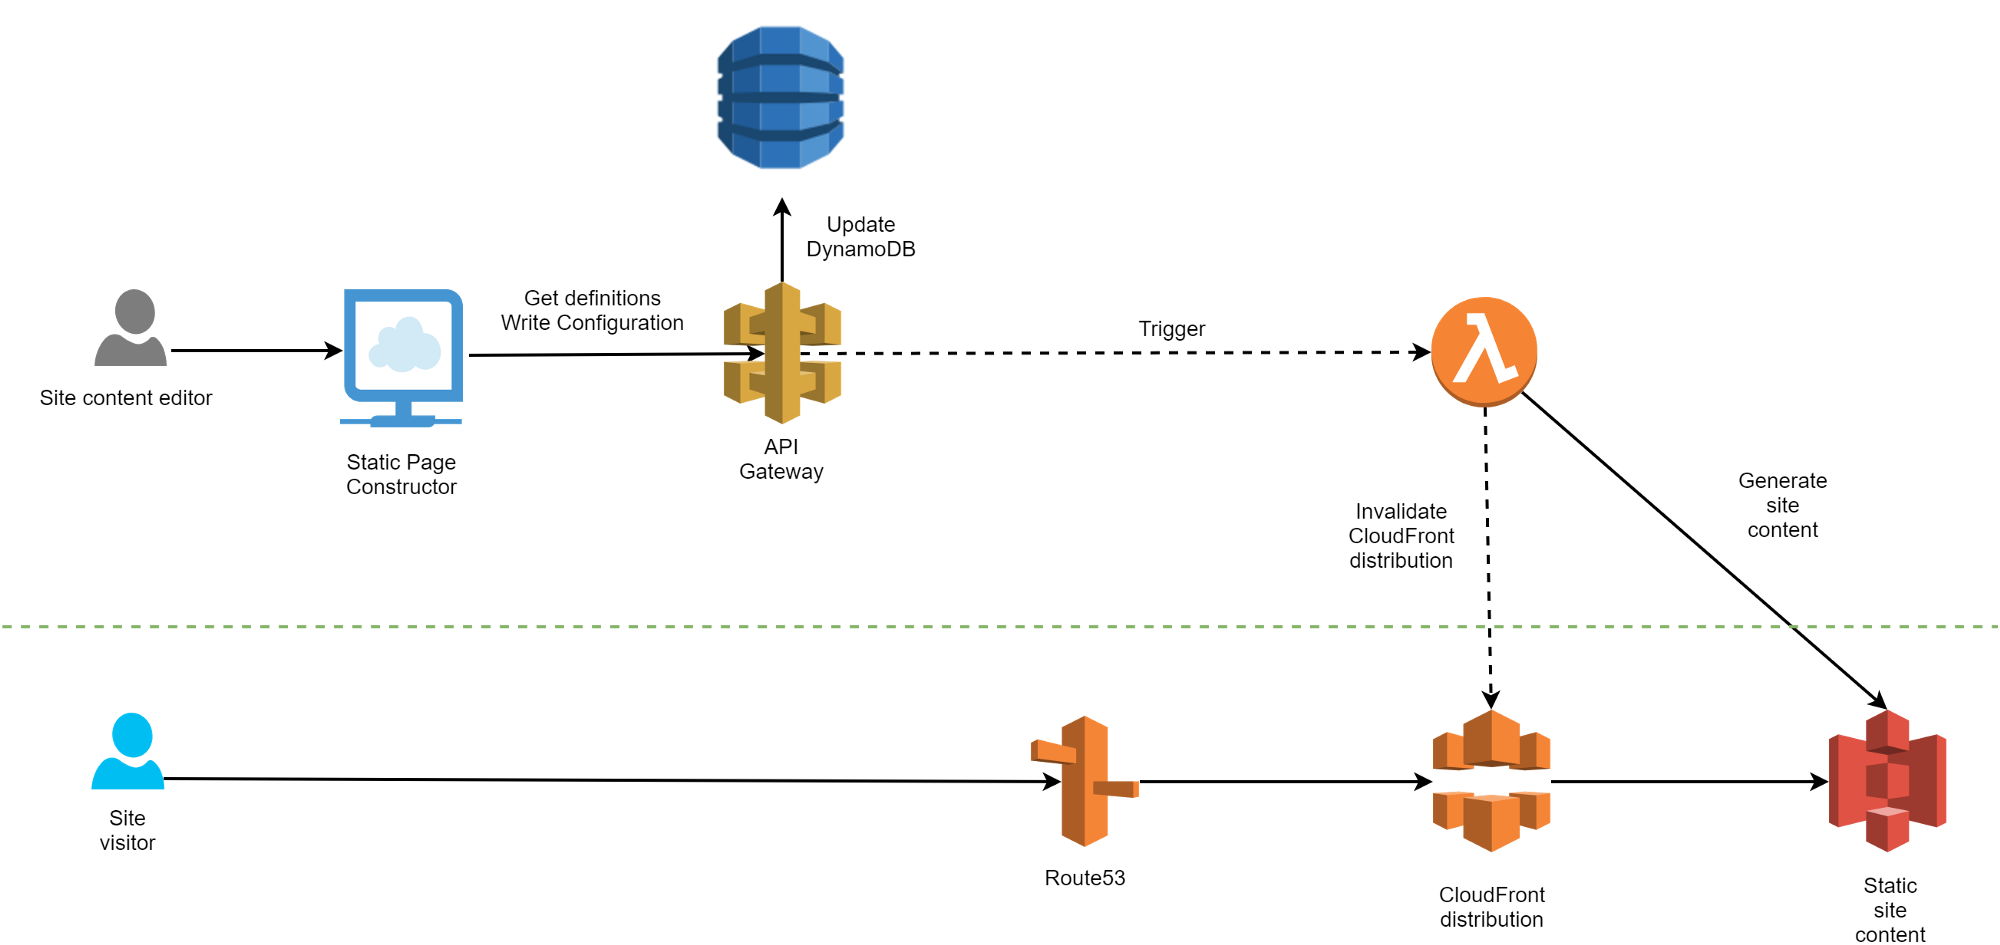 Update
DynamoDB
Get definitions
Write Configuration
Trigger
Site content editor
API
Gateway
Static Page
Constructor
Generate
site
content
Invalidate
CloudFront
distribution
Site
visitor
Route53
CloudFront
distribution
Static
site
content